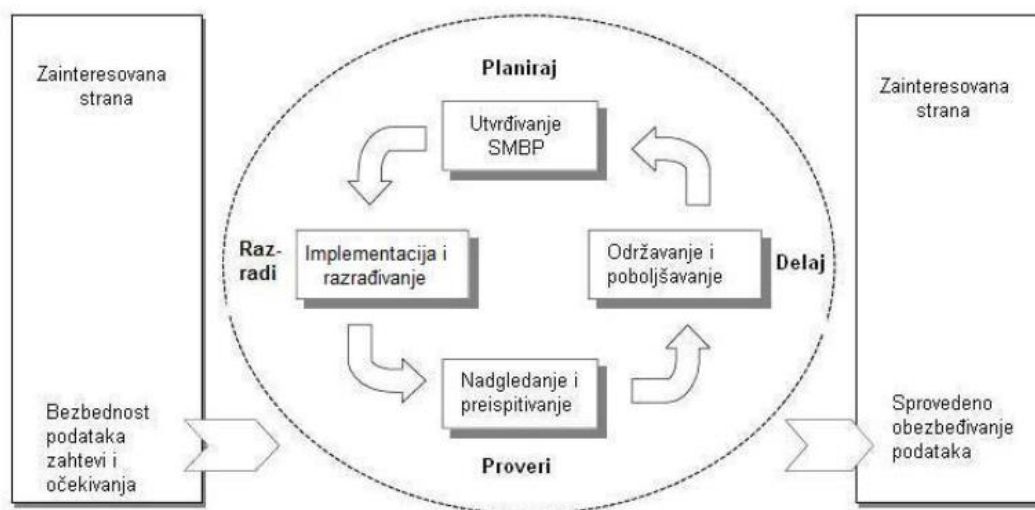 Zainteresovana
strana
Bezbednost
podataka
zahtevi i
očekivanja
Planiraj
Utvrđivanje
SMBP
Raz-
radi
Implementacija i
razrađivanje
Održavanje i
poboljšavanje
Delaj
Nadgledanje i
preispitivanje
Proveri
Zainteresovana
strana
Sprovedeno
obezbeđivanje
podataka